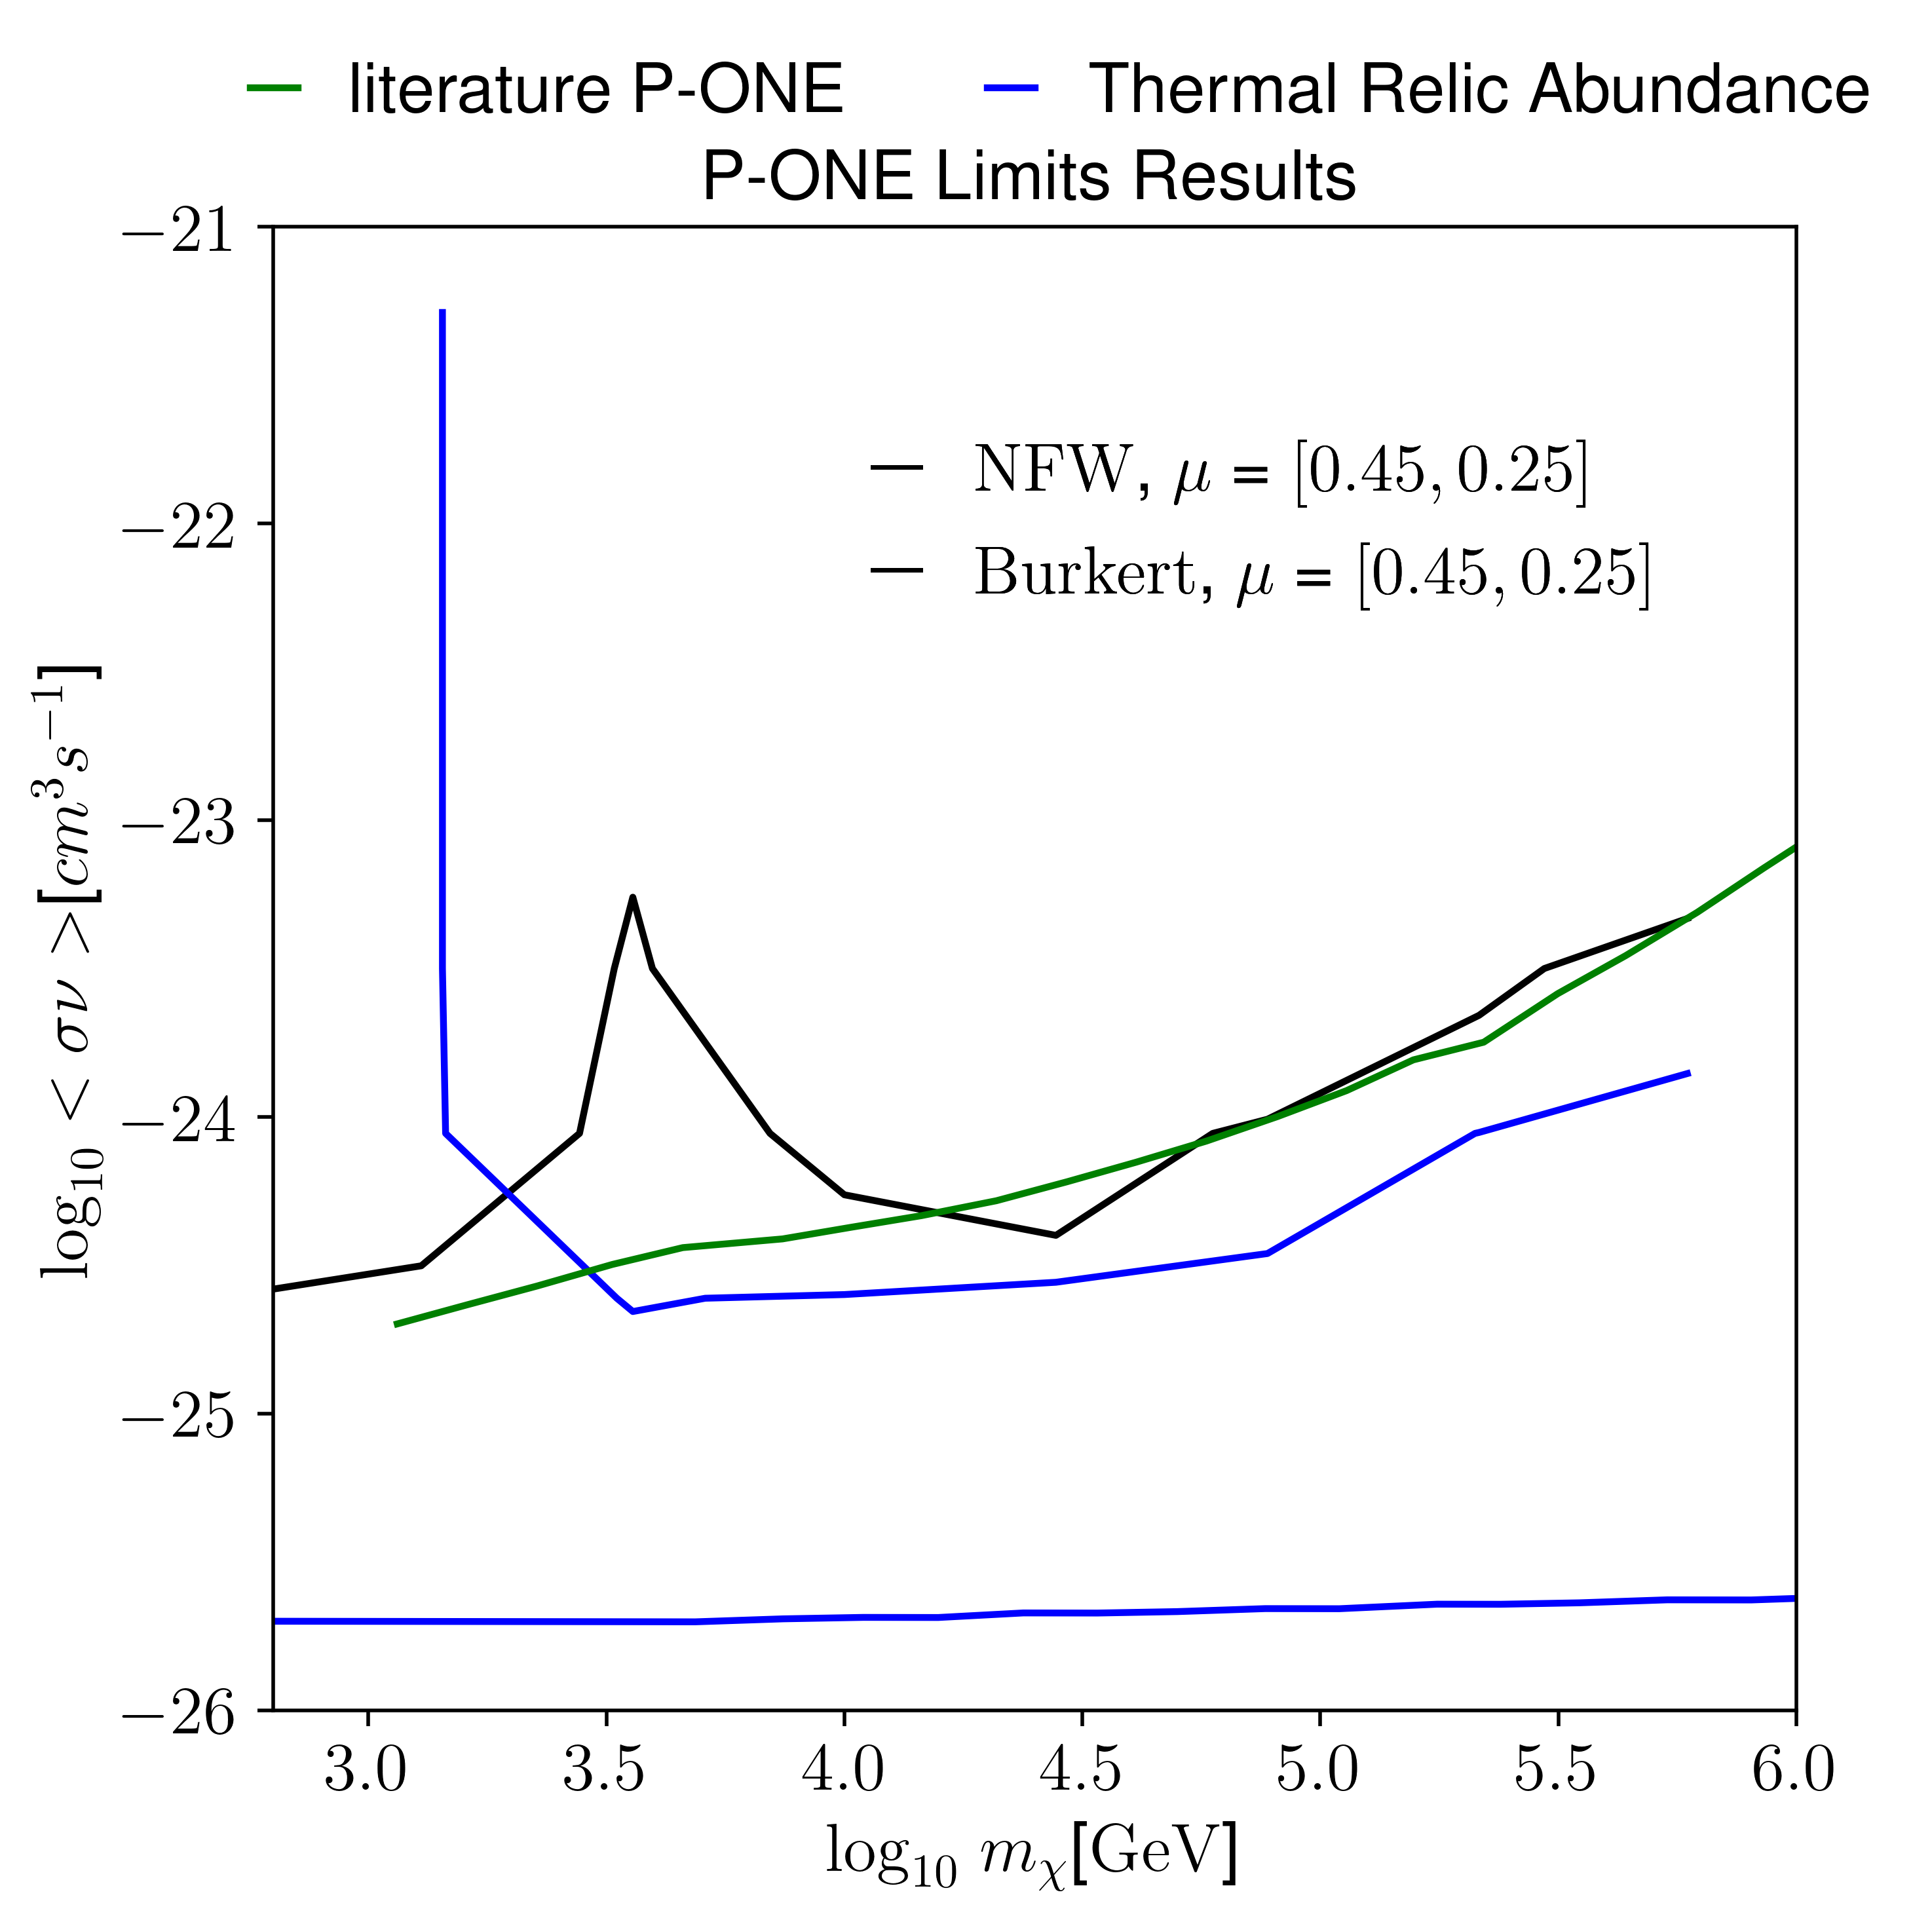 literature P-ONE Thermal Relic Abundance
P-ONE Limits Results
−21
NFW, μ = [0.45, 0.25]
−22
Burkert, μ = [0.45, 0.25]
−23
−24
−25
−26
log₁₀ < σν >[cm³s⁻¹]
3.0 3.5 4.0 4.5 5.0 5.5 6.0
log₁₀ mᵪ[GeV]